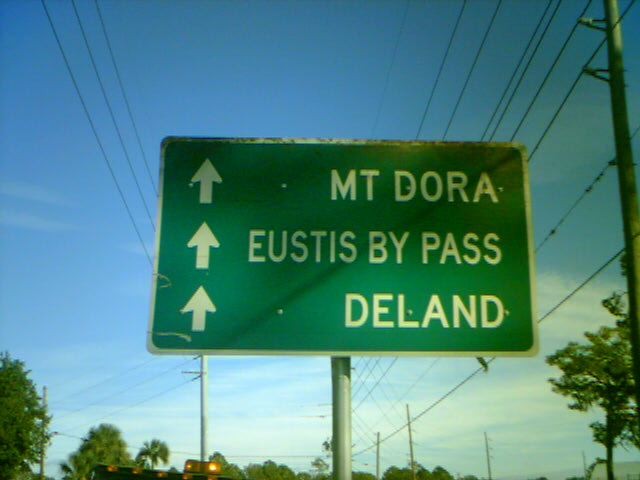 MT DORA
EUSTIS BY PASS
DELAND